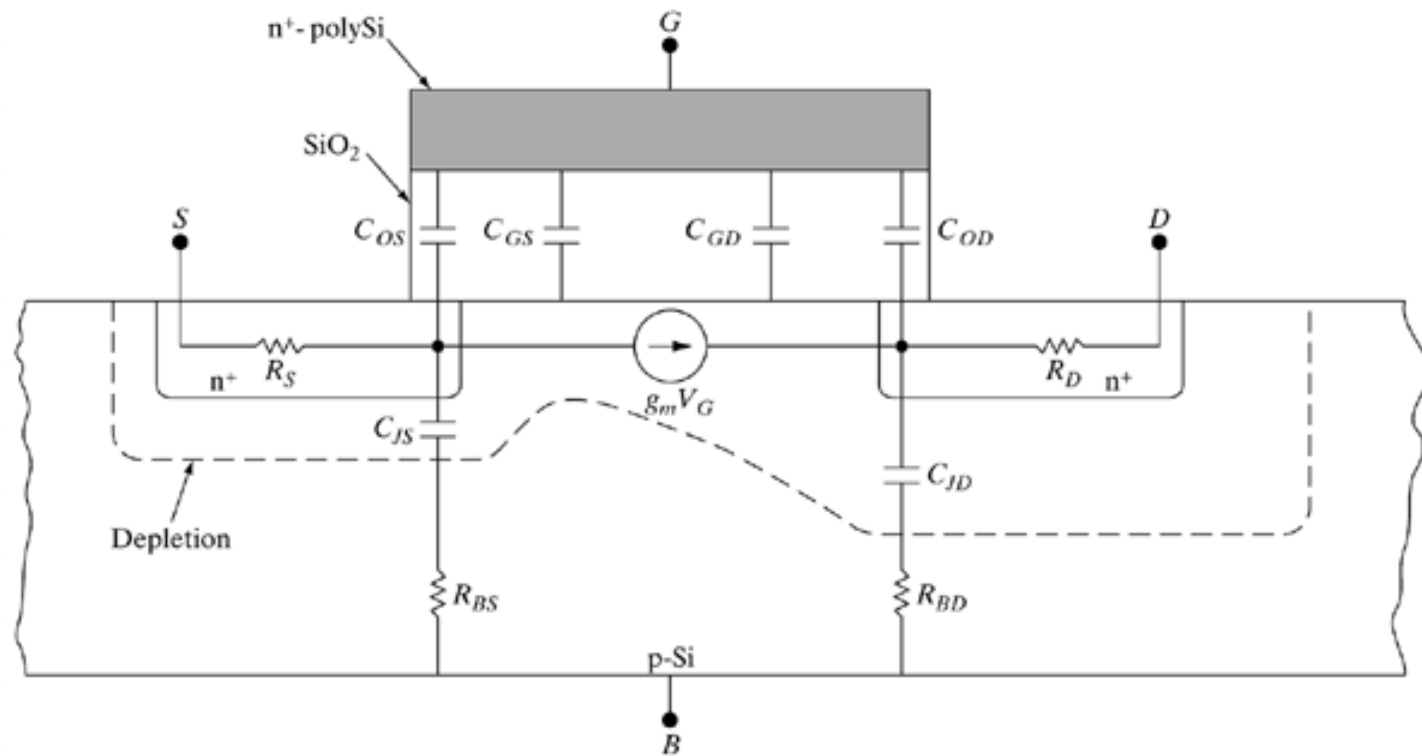 n⁺- polySi
G
SiO₂
S
C_OS
C_GS
C_GD
C_OD
D
n⁺
R_S
g_mV_G
R_D
n⁺
C_JS
C_JD
Depletion
R_BS
R_BD
p-Si
B